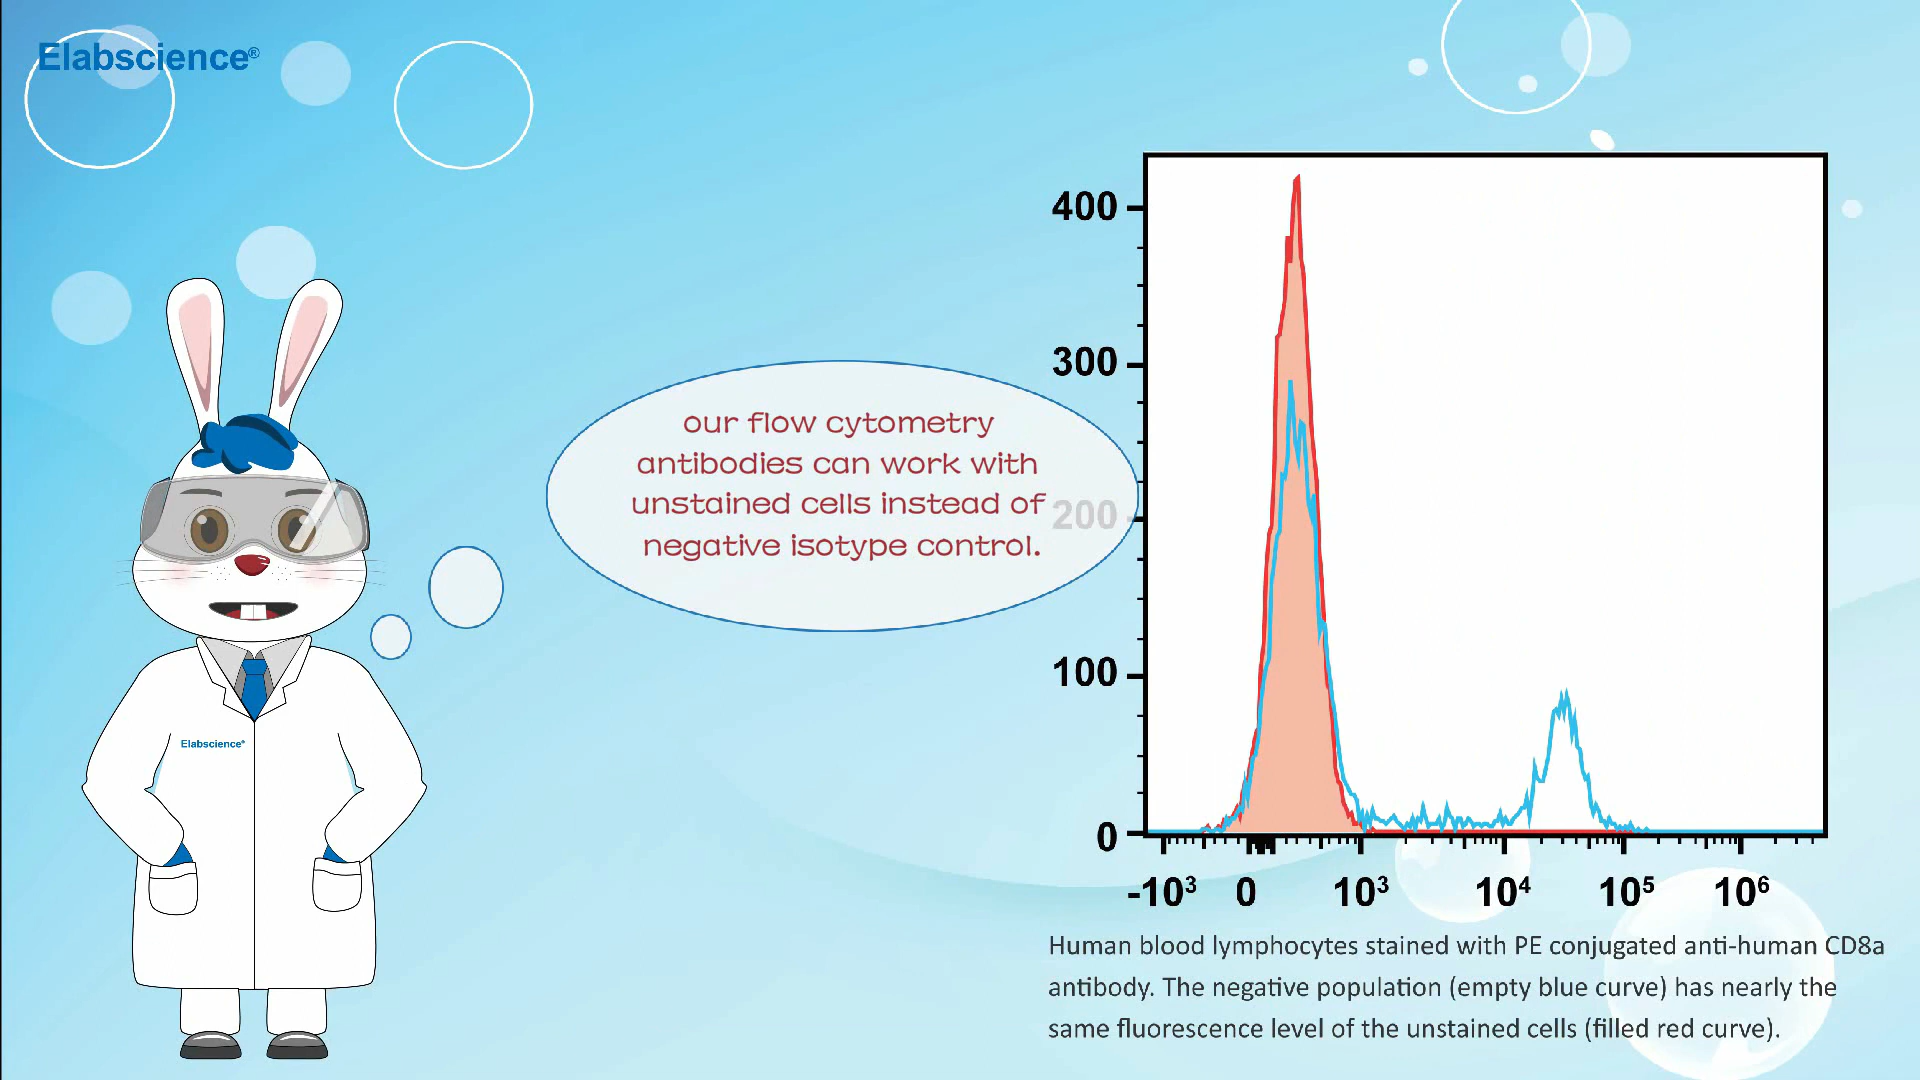 Elabscience®
our flow cytometry
antibodies can work with
unstained cells instead of
negative isotype control.
Elabscience®
400
300
200
100
0
-10³ 0 10³ 10⁴ 10⁵ 10⁶
Human blood lymphocytes stained with PE conjugated anti-human CD8a
antibody. The negative population (empty blue curve) has nearly the
same fluorescence level of the unstained cells (filled red curve).